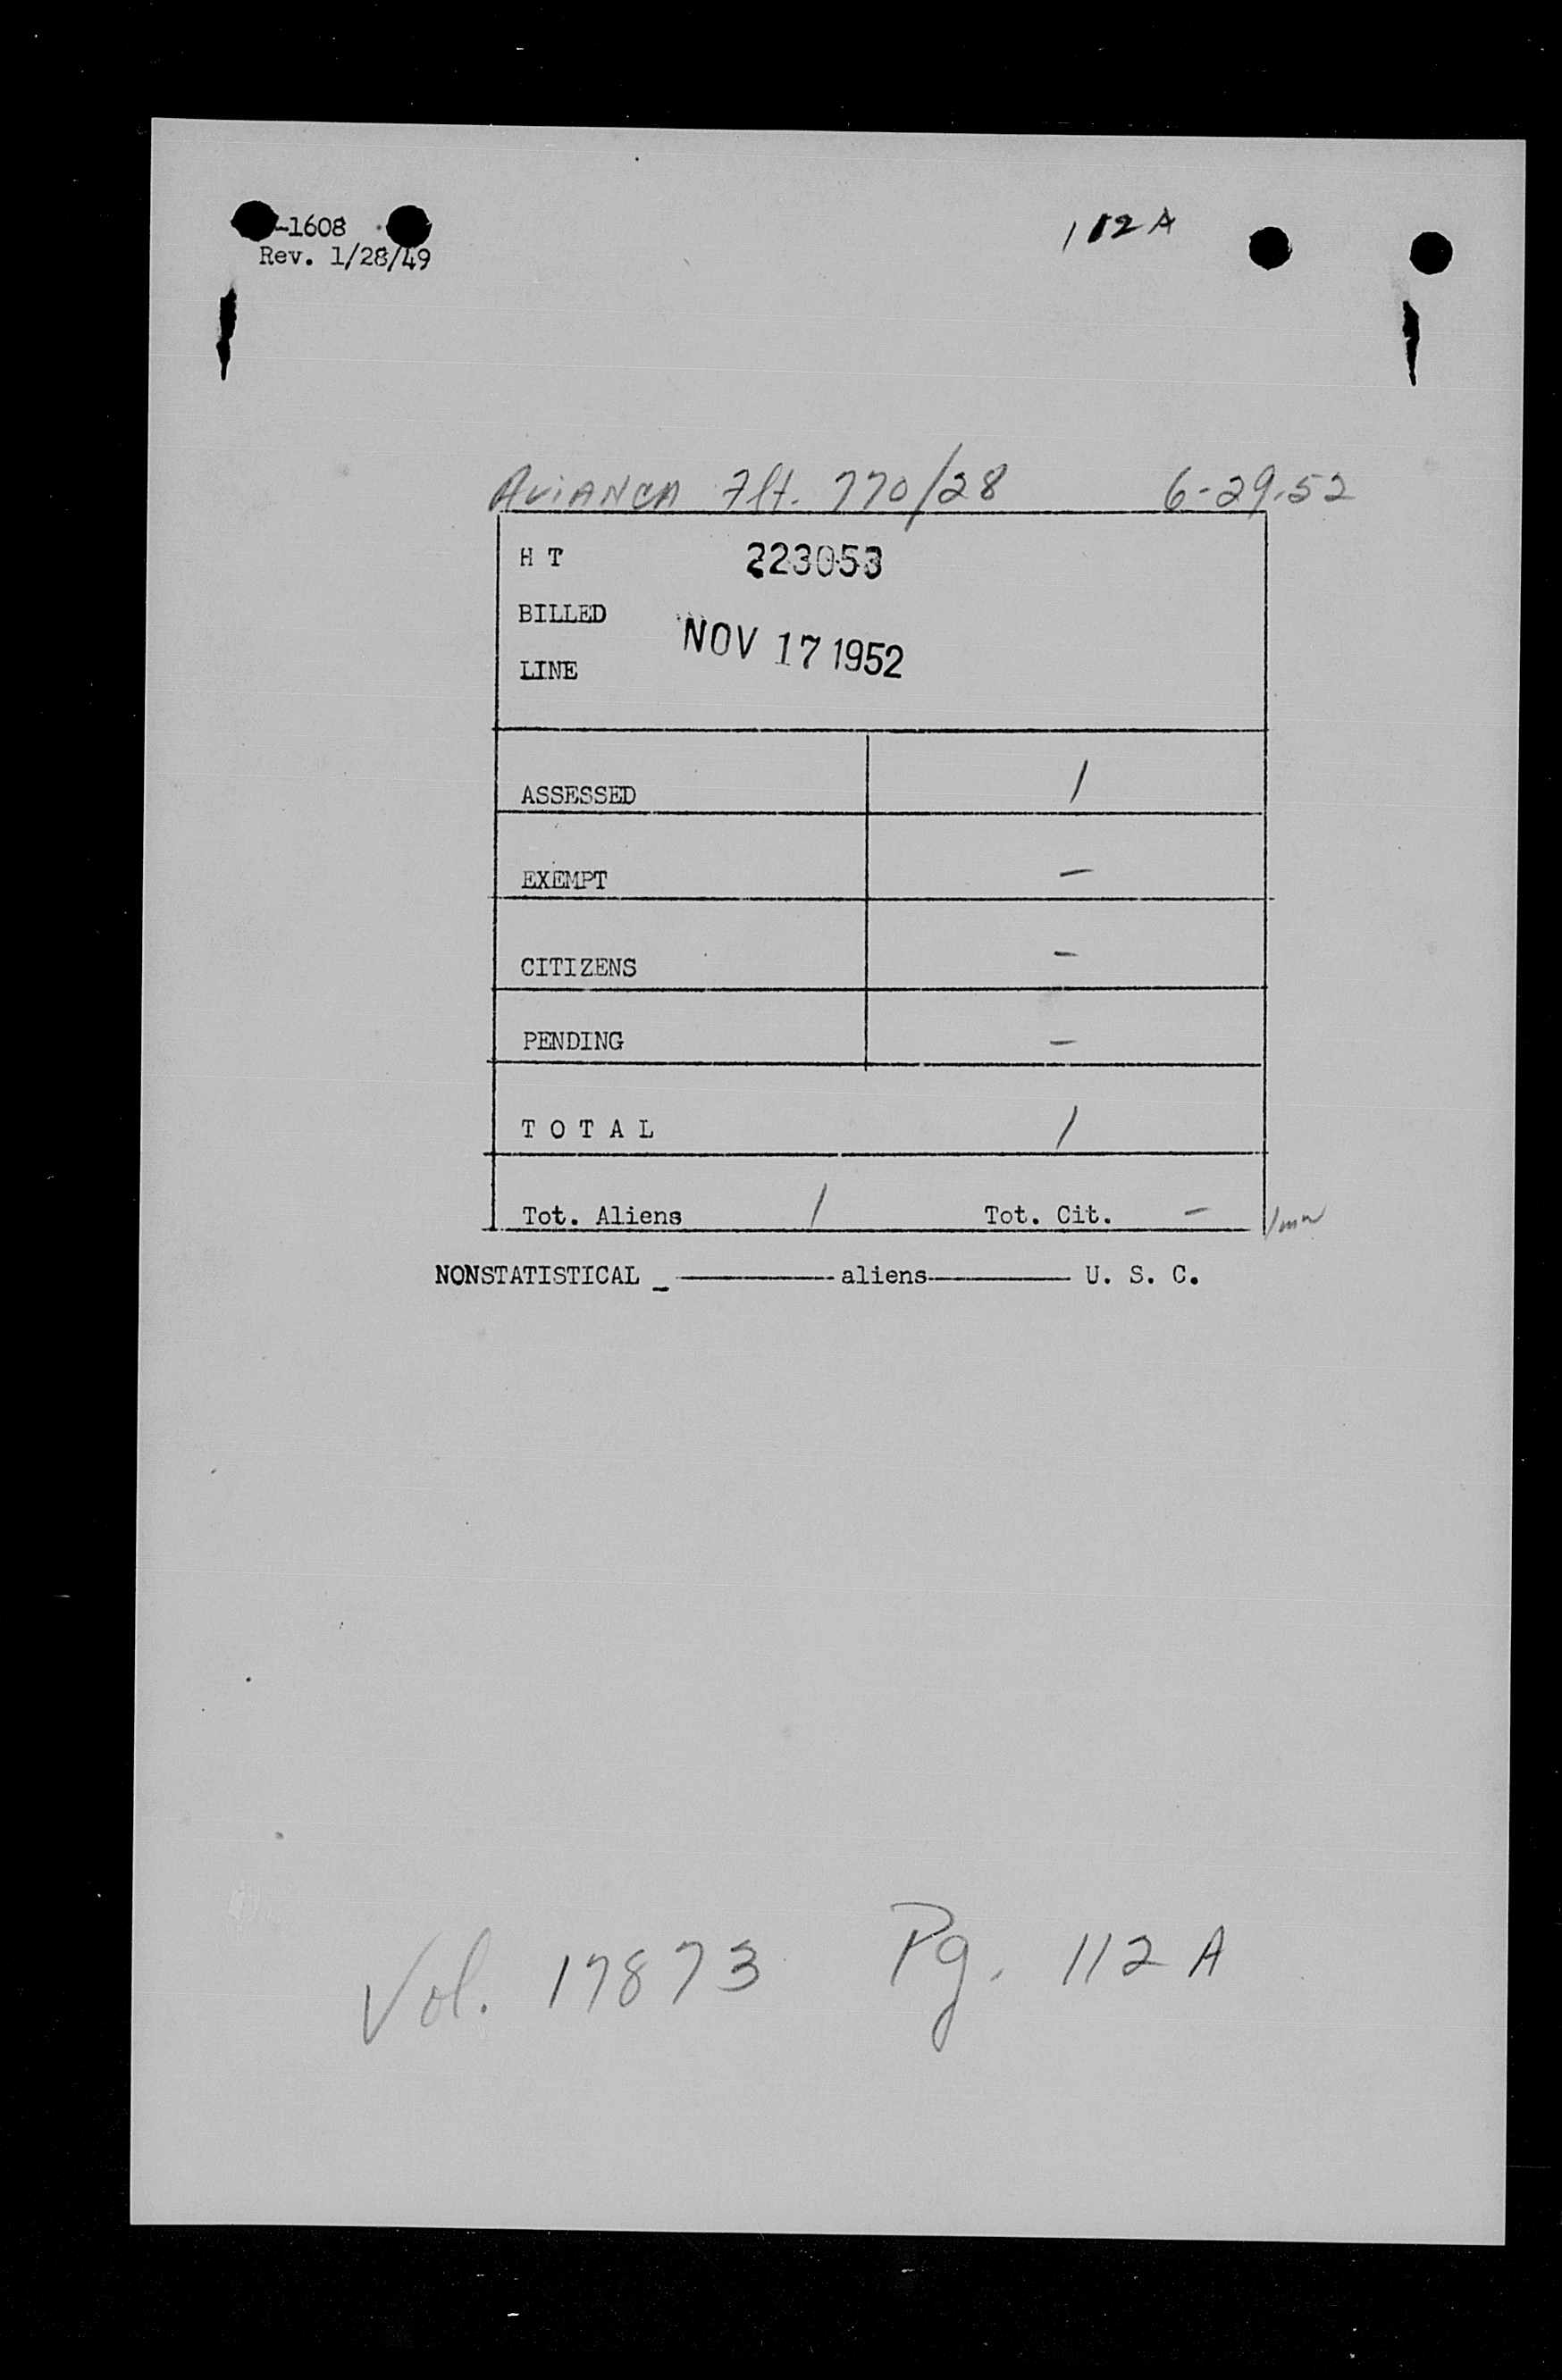 -1608
Rev. 1/28/49
112A
AVIANCA Flt. 770/28 6-29-52
H T 223053
BILLED
NOV 17 1952
LINE
ASSESSED 1
EXEMPT -
CITIZENS -
PENDING -
T O T A L 1
Tot. Aliens 1 Tot. Cit. -
NONSTATISTICAL _ ————— aliens————— U. S. C.
Vol. 17873 Pg. 112 A